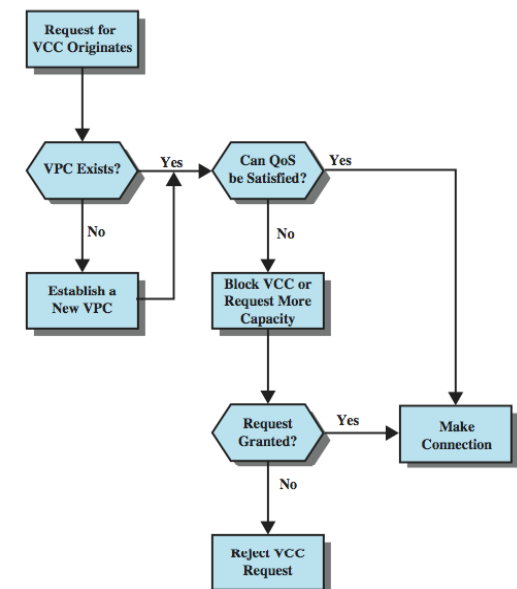 Request for
VCC Originates
VPC Exists?
Yes
Can QoS
be Satisfied?
Yes
No
No
Establish a
New VPC
Block VCC or
Request More
Capacity
Request
Granted?
Yes
Make
Connection
No
Reject VCC
Request